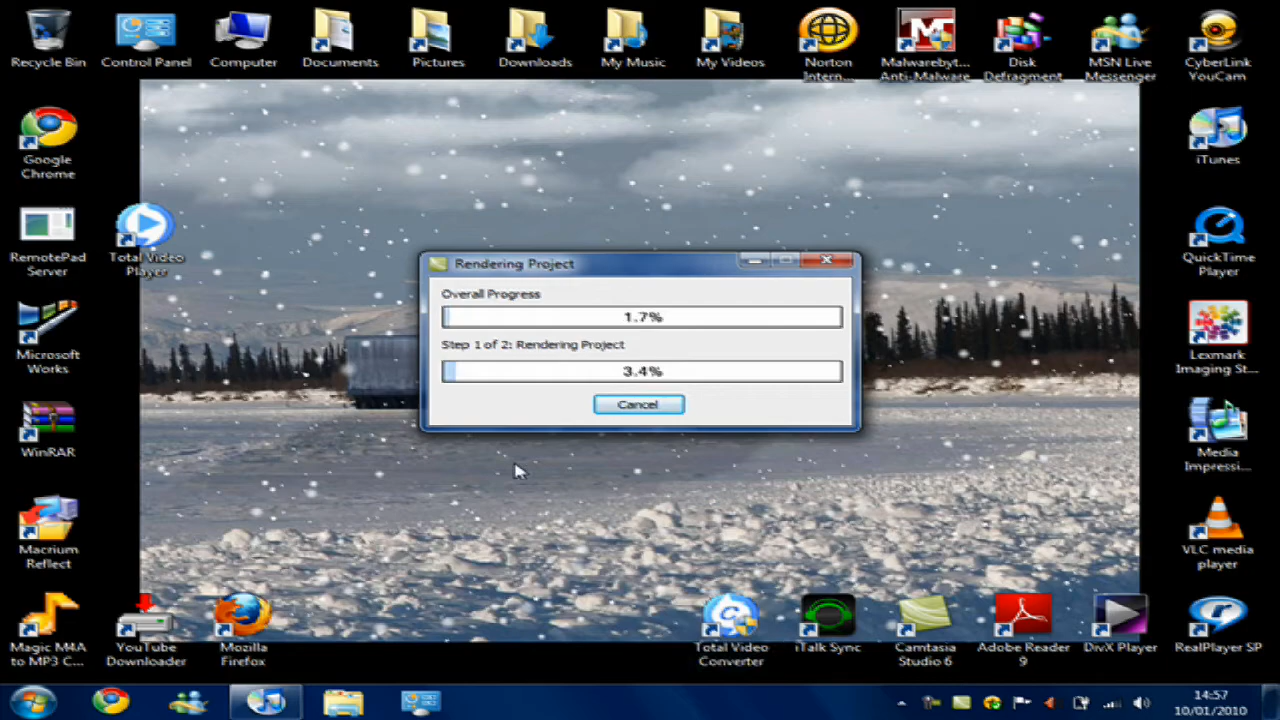 Recycle Bin
Control Panel
Computer
Documents
Pictures
Downloads
My Music
My Videos
Norton
Intern...
Malwarebyt...
Anti-Malware
Disk
Defragment
MSN Live
Messenger
CyberLink
YouCam
Google
Chrome
iTunes
RemotePad
Server
Total Video
Player
QuickTime
Player
Rendering Project
Overall Progress
1.7%
Step 1 of 2: Rendering Project
3.4%
Cancel
Microsoft
Works
Lexmark
Imaging St...
WinRAR
Media
Impressi...
Macrium
Reflect
VLC media
player
Magic M4A
to MP3 C...
YouTube
Downloader
Mozilla
Firefox
Total Video
Converter
iTalk Sync
Camtasia
Studio 6
Adobe Reader
9
DivX Player
RealPlayer SP
14:57
10/01/2010